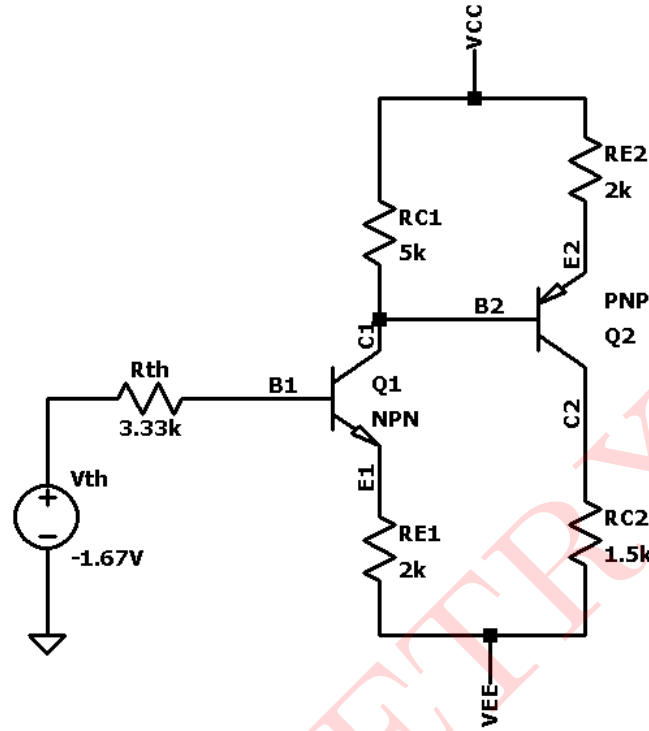 VCC
RE2
2k
RC1
5k
E2
PNP
Q2
B2
C1
Rth
3.33k
B1
Q1
NPN
C2
E1
Vth
+
-
-1.67V
RE1
2k
RC2
1.5k
VEE
ETRY